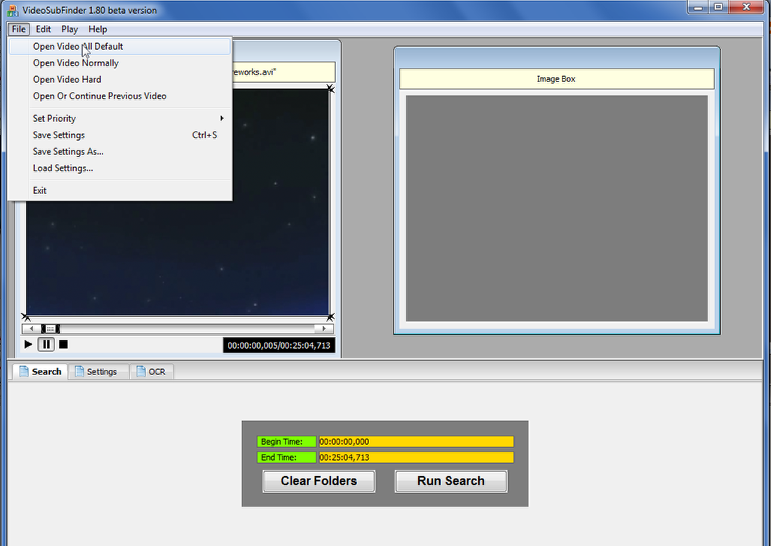 VideoSubFinder 1.80 beta version
File Edit Play Help
Open Video All Default
Open Video Normally
Open Video Hard
Open Or Continue Previous Video
Set Priority
Save Settings Ctrl+S
Save Settings As...
Load Settings...
Exit
eworks.avi"
Image Box
00:00:00,005/00:25:04,713
Search Settings OCR
Begin Time: 00:00:00,000
End Time: 00:25:04,713
Clear Folders Run Search